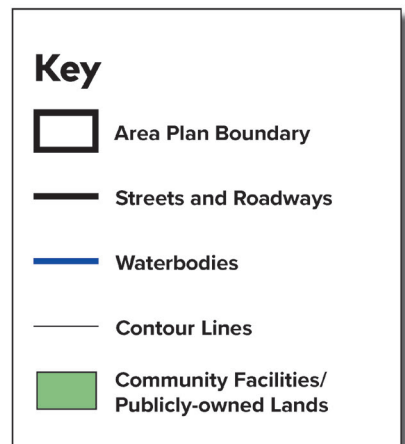 Key
Area Plan Boundary
Streets and Roadways
Waterbodies
Contour Lines
Community Facilities/
Publicly-owned Lands